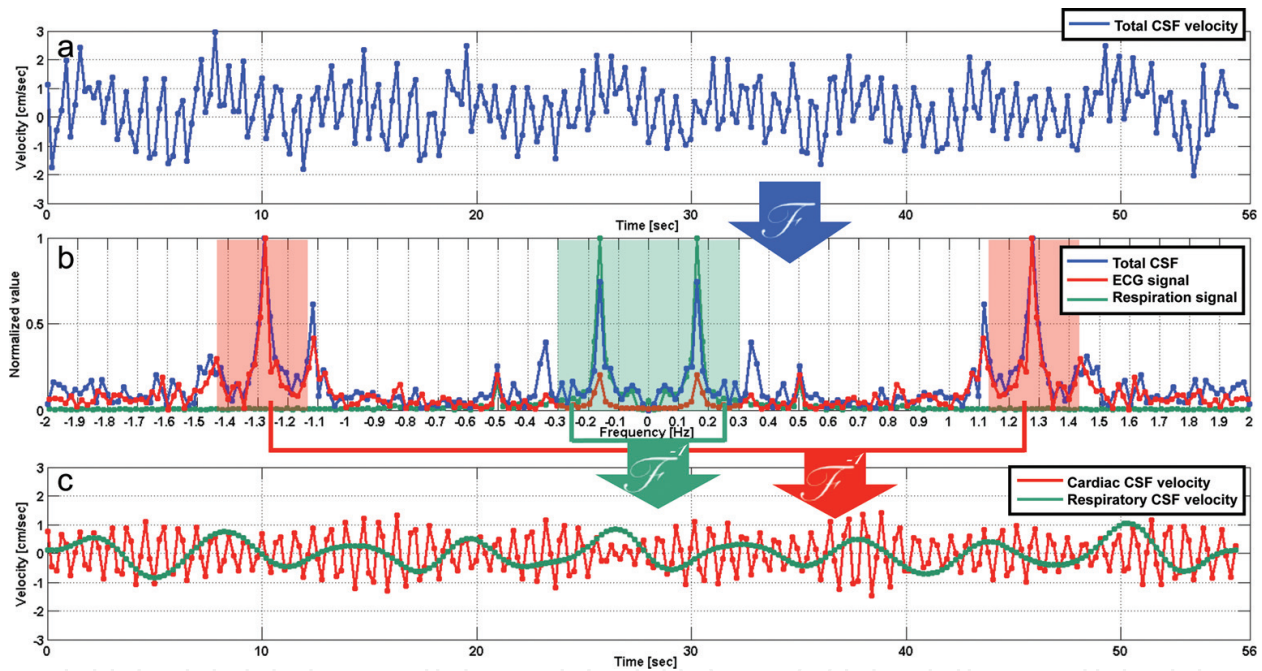 a
Total CSF velocity
Velocity [cm/sec]
3
2
1
0
-1
-2
-3
0 10 20 30 40 50 56
Time [sec]
ℱ
b
Total CSF
ECG signal
Respiration signal
Normalized value
1
0.5
0
-2 -1.9 -1.8 -1.7 -1.6 -1.5 -1.4 -1.3 -1.2 -1.1 -1 -0.9 -0.8 -0.7 -0.6 -0.5 -0.4 -0.3 -0.2 -0.1 0 0.1 0.2 0.3 0.4 0.5 0.6 0.7 0.8 0.9 1 1.1 1.2 1.3 1.4 1.5 1.6 1.7 1.8 1.9 2
Frequency [Hz]
ℱ-1
ℱ-1
c
Cardiac CSF velocity
Respiratory CSF velocity
Velocity [cm/sec]
3
2
1
0
-1
-2
-3
0 10 20 30 40 50 56
Time [sec]